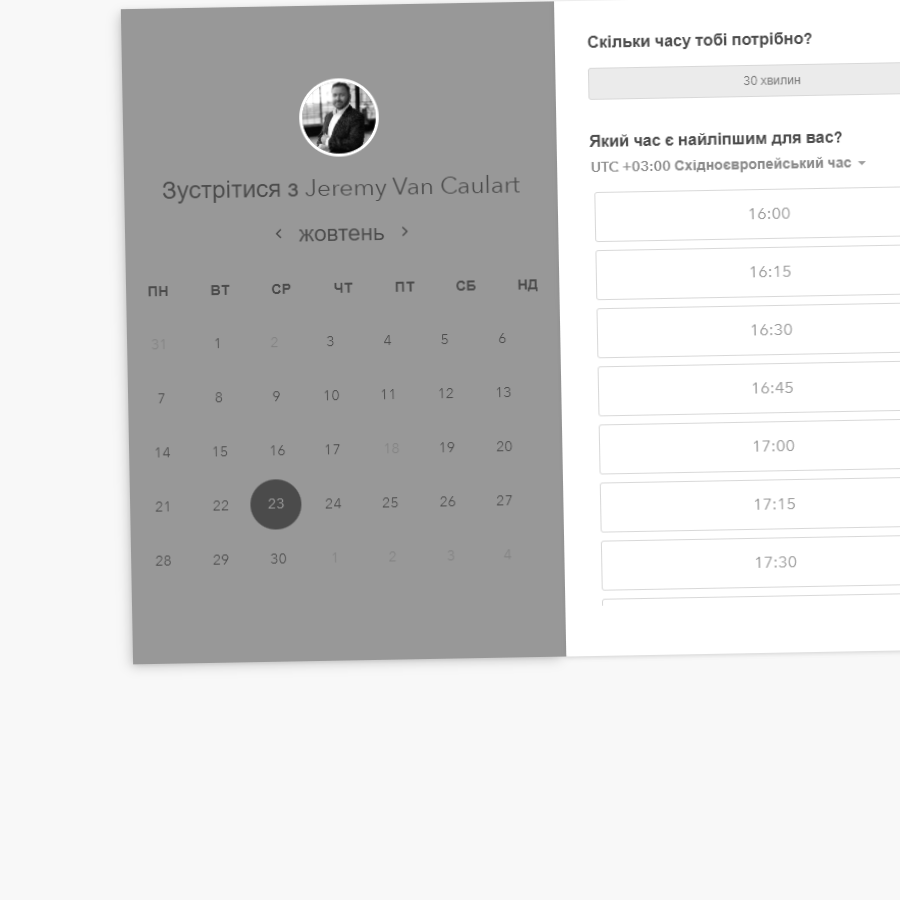 Зустрітися з Jeremy Van Caulart
жовтень
ПН ВТ СР ЧТ ПТ СБ НД
31 1 2 3 4 5 6
7 8 9 10 11 12 13
14 15 16 17 18 19 20
21 22 23 24 25 26 27
28 29 30 1 2 3 4
Скільки часу тобі потрібно?
30 хвилин
Який час є найліпшим для вас?
UTC +03:00 Східноєвропейський час
16:00
16:15
16:30
16:45
17:00
17:15
17:30